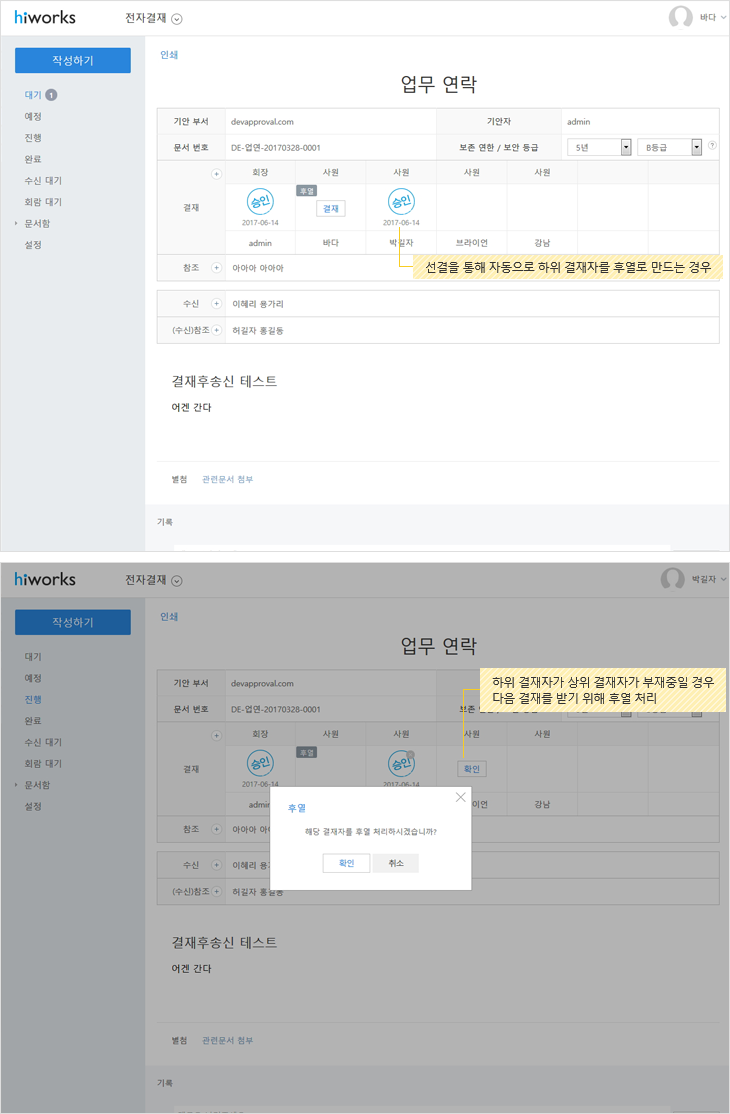 hiworks 전자결재 바다
작성하기
대기 1
예정
진행
완료
수신 대기
회람 대기
문서함
설정
인쇄
업무 연락
기안 부서 devapproval.com 기안자 admin
문서 번호 DE-업연-20170328-0001 보존 연한 / 보안 등급 5년 B등급 ?
회장 사원 사원 사원 사원
결재 승인 후열 결재 승인
2017-06-14 2017-06-14
admin 바다 박길자 브라이언 강남
선결을 통해 자동으로 하위 결재자를 후열로 만드는 경우
참조 + 아아아 아아아
수신 + 이혜리 용가리
(수신)참조 + 허길자 홍길동
결재후송신 테스트
어겐 간다
별첨 관련문서 첨부
기록
hiworks 전자결재 박길자
작성하기
대기
예정
진행
완료
수신 대기
회람 대기
문서함
설정
인쇄
업무 연락
기안 부서 devapproval.com
하위 결재자가 상위 결재자가 부재중일 경우
다음 결재를 받기 위해 후열 처리
문서 번호 DE-업연-20170328-0001
회장 사원 사원 사원 사원
결재 승인 후열 승인 확인
2017-06-14 2017-06-14
admin 이언 강남
후열
해당 결재자를 후열 처리하시겠습니까?
확인 취소
참조 + 아아아 아아
수신 + 이혜리 용가
(수신)참조 + 허길자 홍길동
결재후송신 테스트
어겐 간다
별첨 관련문서 첨부
기록